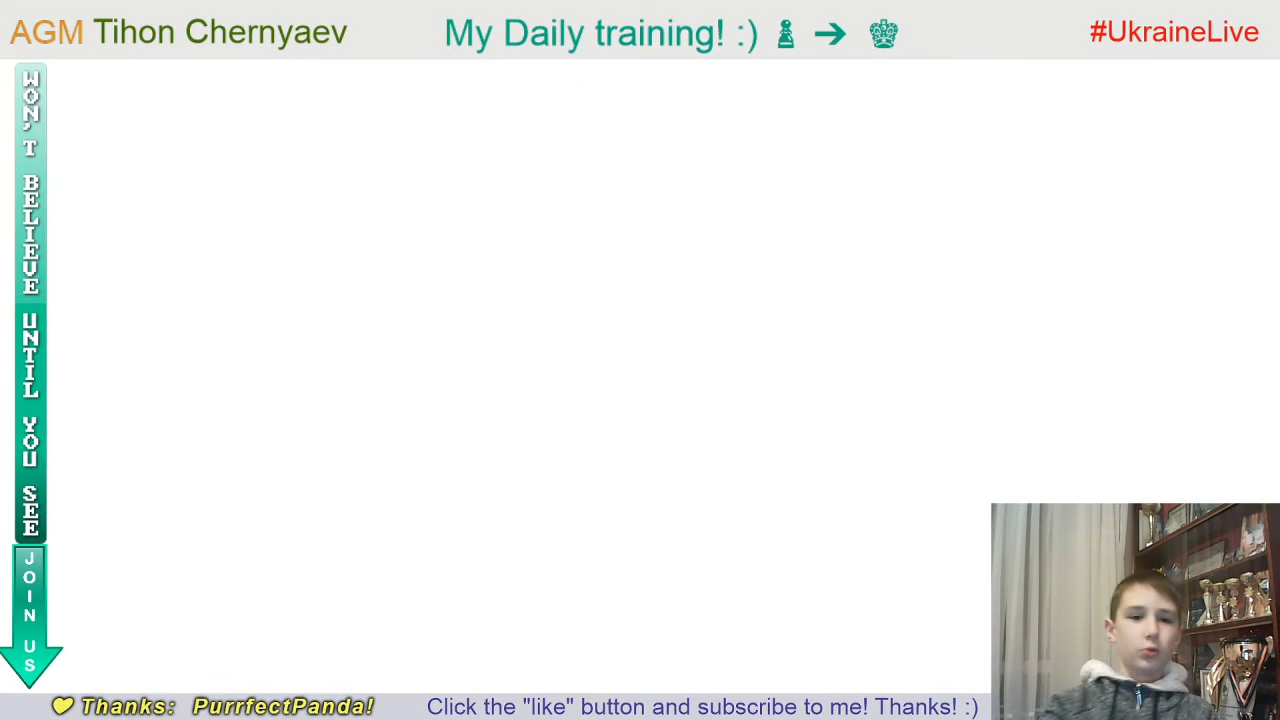 AGM Tihon Chernyaev
My Daily training! :) ♟ ➔ ♚
#UkraineLive
WON'T BELIEVE UNTIL YOU SEE
JOIN US
Thanks: PurrfectPanda!
Click the "like" button and subscribe to me! Thanks! :)